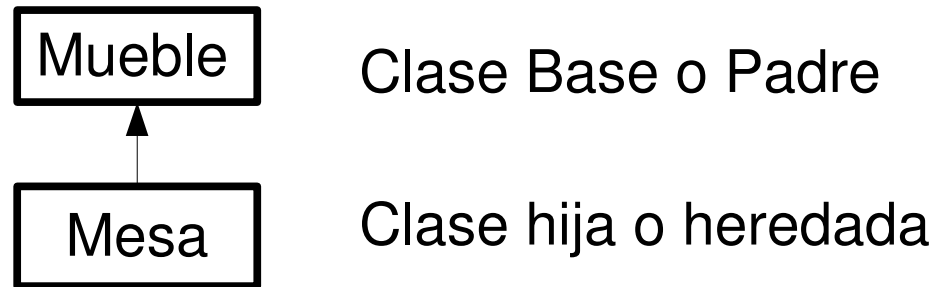 Mueble
Clase Base o Padre
Mesa
Clase hija o heredada